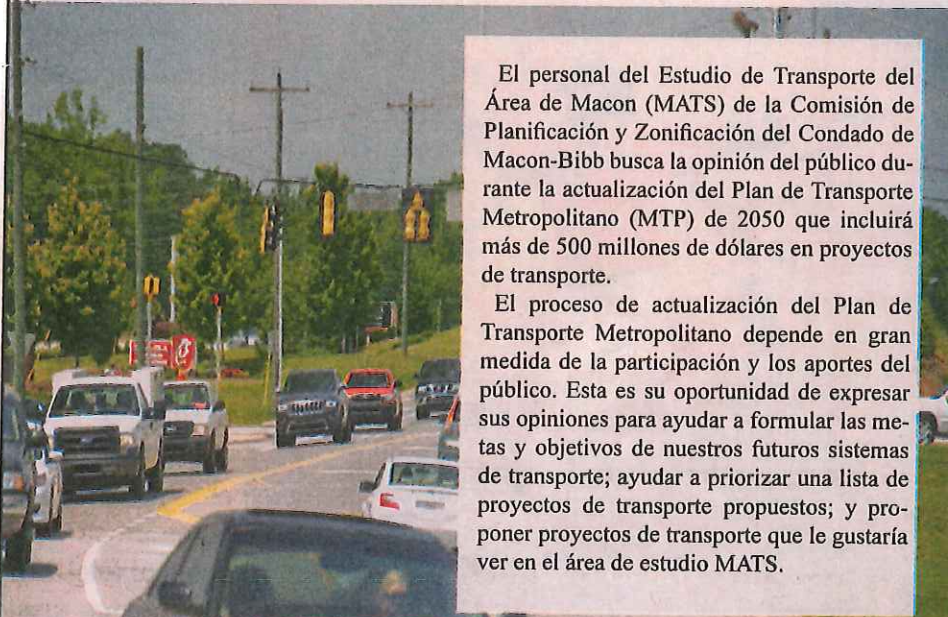 El personal del Estudio de Transporte del
Área de Macon (MATS) de la Comisión de
Planificación y Zonificación del Condado de
Macon-Bibb busca la opinión del público du-
rante la actualización del Plan de Transporte
Metropolitano (MTP) de 2050 que incluirá
más de 500 millones de dólares en proyectos
de transporte.
El proceso de actualización del Plan de
Transporte Metropolitano depende en gran
medida de la participación y los aportes del
público. Esta es su oportunidad de expresar
sus opiniones para ayudar a formular las me-
tas y objetivos de nuestros futuros sistemas
de transporte; ayudar a priorizar una lista de
proyectos de transporte propuestos; y pro-
poner proyectos de transporte que le gustaría
ver en el área de estudio MATS.